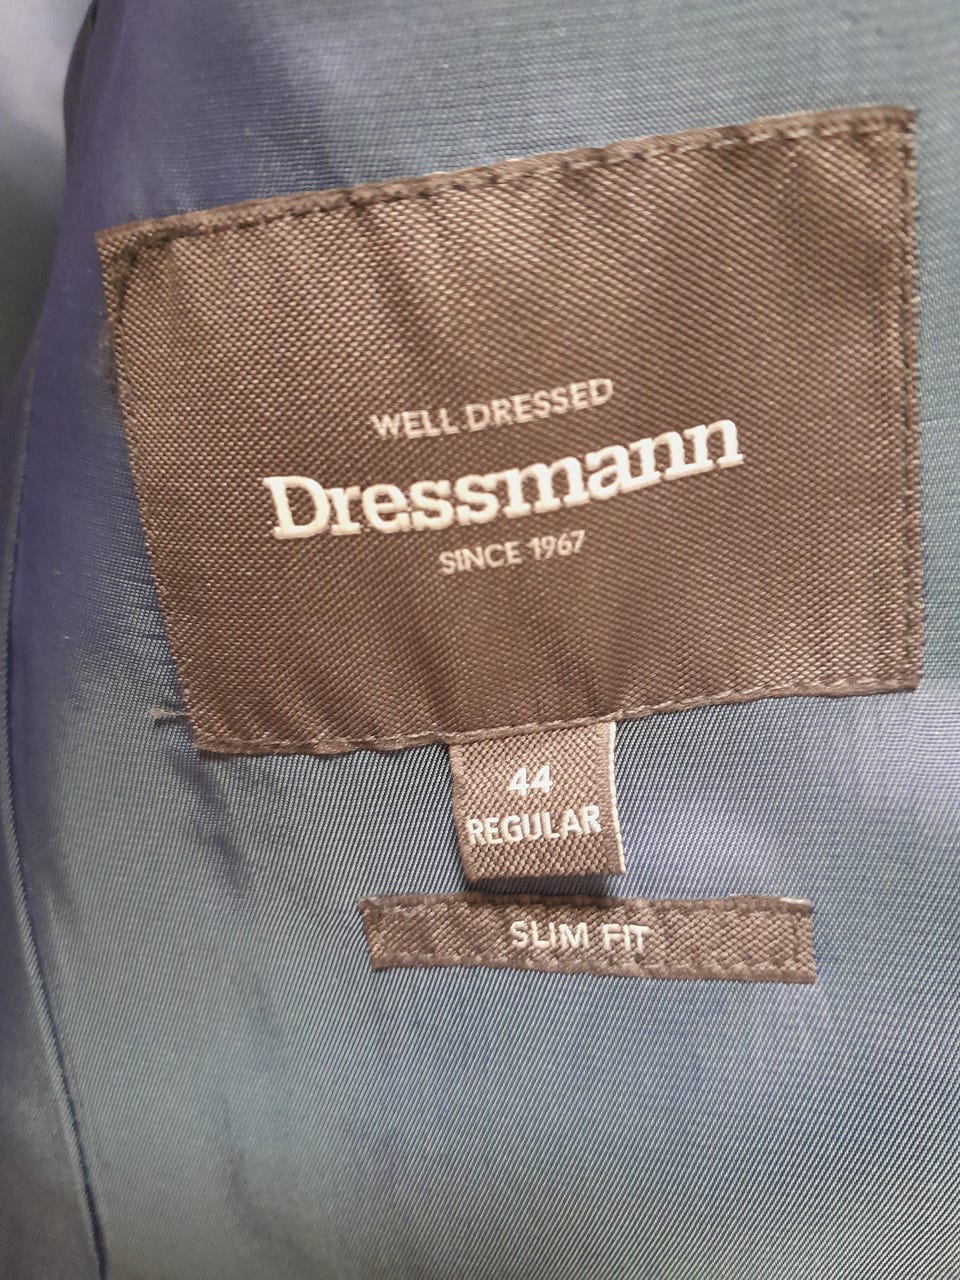 WELL DRESSED
Dressmann
SINCE 1967
44
REGULAR
SLIM FIT